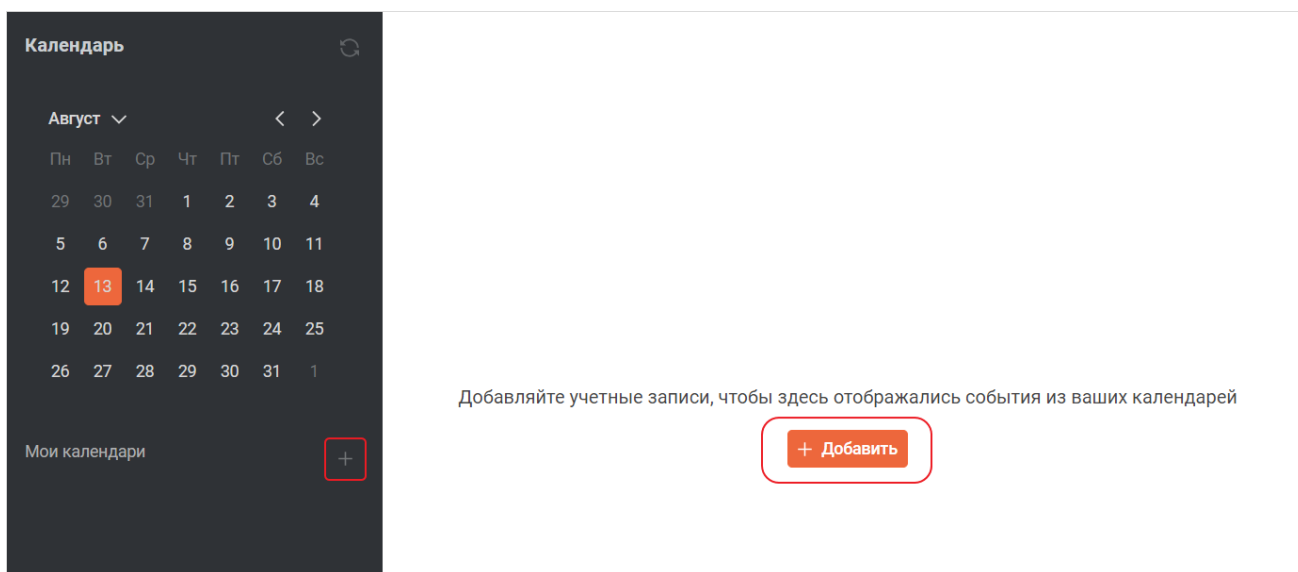 Календарь
Август
Пн Вт Ср Чт Пт Сб Вс
29 30 31 1 2 3 4
5 6 7 8 9 10 11
12 13 14 15 16 17 18
19 20 21 22 23 24 25
26 27 28 29 30 31 1
Мои календари +
Добавляйте учетные записи, чтобы здесь отображались события из ваших календарей
+ Добавить